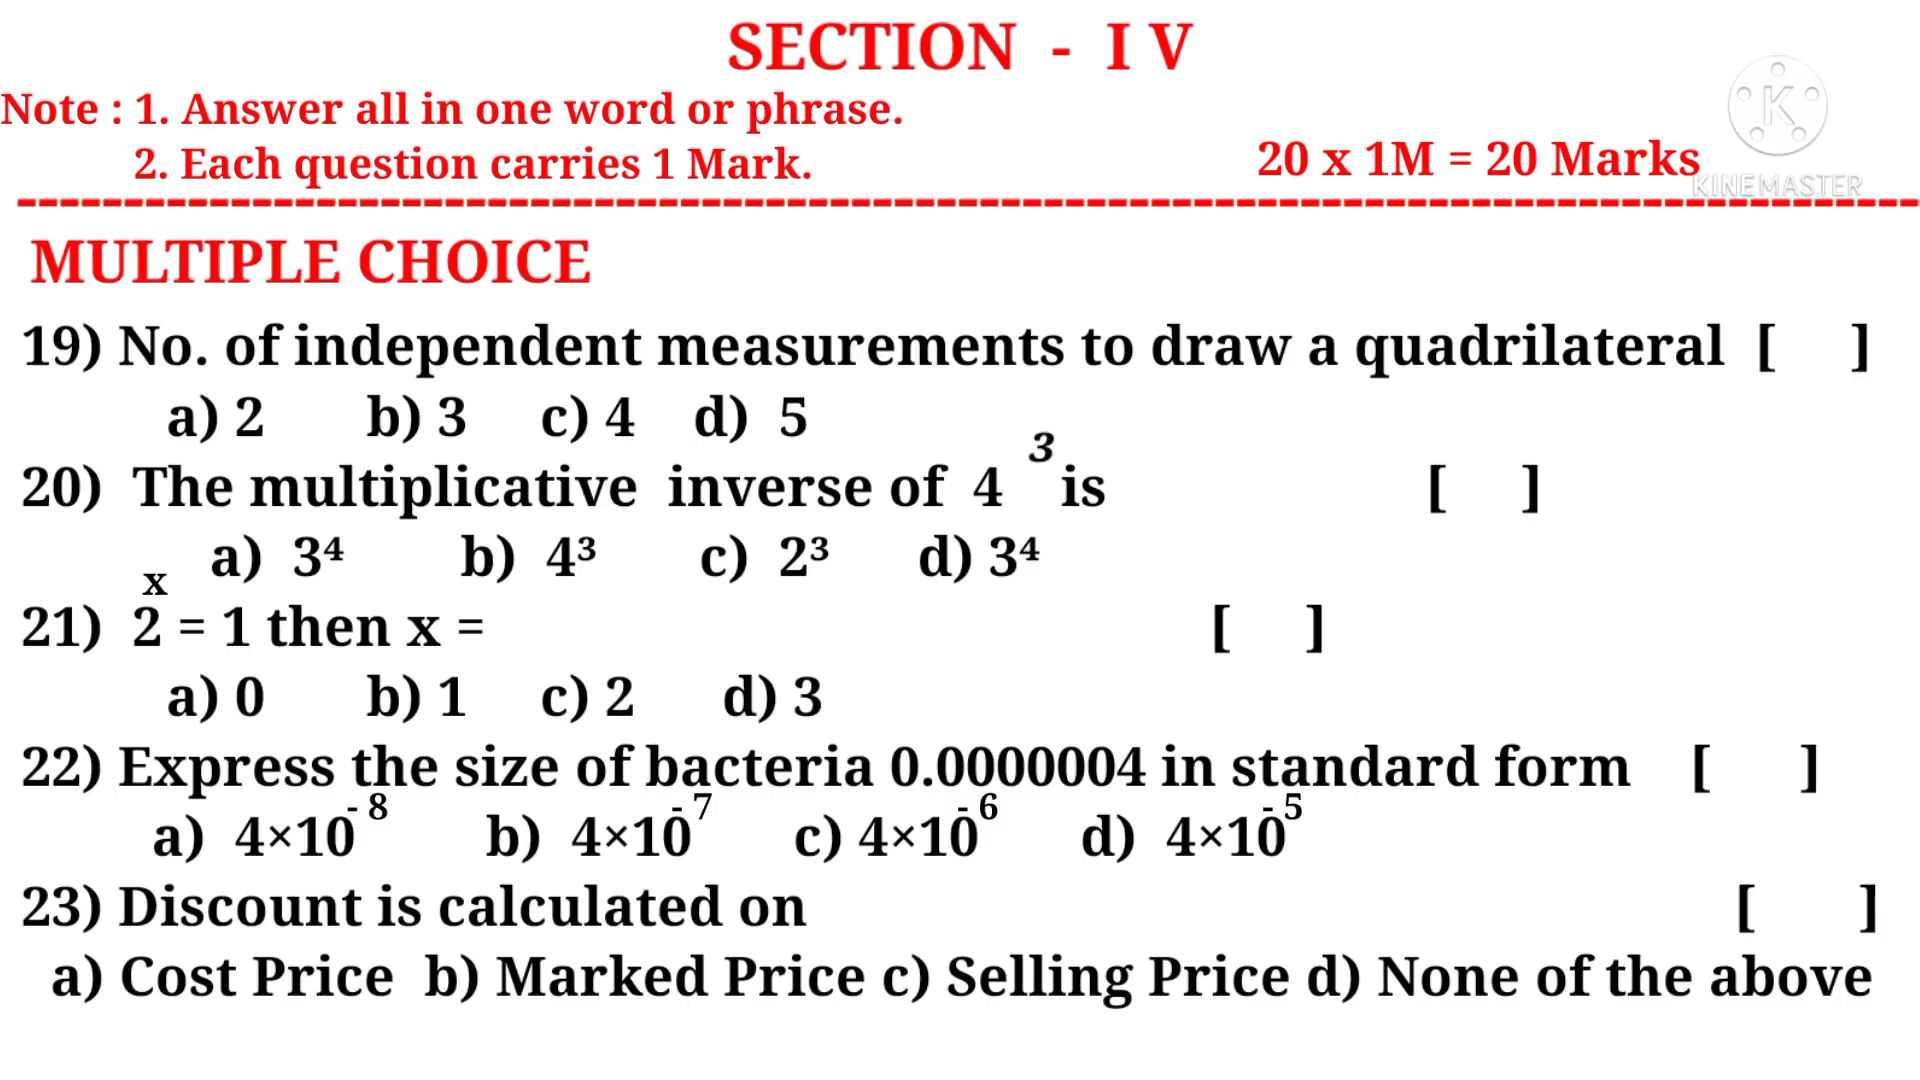 SECTION - I V
Note : 1. Answer all in one word or phrase.
2. Each question carries 1 Mark.
20 x 1M = 20 Marks
KINEMASTER
MULTIPLE CHOICE
19) No. of independent measurements to draw a quadrilateral [ ]
a) 2 b) 3 c) 4 d) 5
20) The multiplicative inverse of 4³ is [ ]
a) 3⁴ b) 4³ c) 2³ d) 3⁴
21) 2ˣ = 1 then x = [ ]
a) 0 b) 1 c) 2 d) 3
22) Express the size of bacteria 0.0000004 in standard form [ ]
a) 4×10⁻⁸ b) 4×10⁻⁷ c) 4×10⁻⁶ d) 4×10⁻⁵
23) Discount is calculated on [ ]
a) Cost Price b) Marked Price c) Selling Price d) None of the above